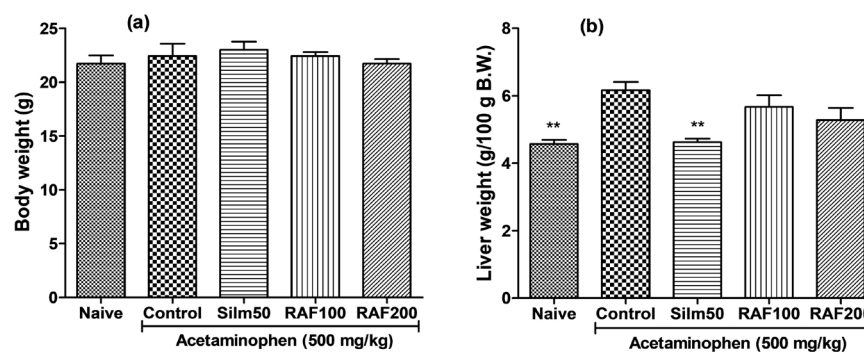 (a)
Body weight (g)
25
20
15
10
5
0
Naive Control Silm50 RAF100 RAF200
Acetaminophen (500 mg/kg)
(b)
Liver weight (g/100 g B.W.)
8
6
4
2
0
** **
Naive Control Silm50 RAF100 RAF200
Acetaminophen (500 mg/kg)